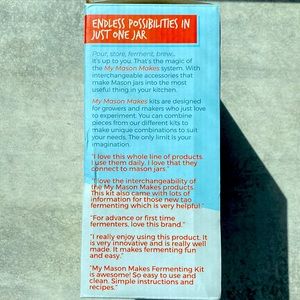 ENDLESS POSSIBILITIES IN
JUST ONE JAR
Pour, store, ferment, brew...
It's up to you. That's the magic of
the My Mason Makes system. With
interchangeable accessories that
make Mason jars into the most
useful thing in your kitchen.
My Mason Makes kits are designed
for growers and makers who just love
to experiment. You can combine
pieces from our different kits to
make unique combinations to suit
your needs. The only limit is your
imagination.
"I love this whole line of products.
I use them daily. I love that they
connect to mason jars."
"I love the interchangeability of
the My Mason Makes products.
This kit also came with lots of
information for those new tao
fermenting which is very helpful."
"For advance or first time
fermenters, love this brand."
"I really enjoy using this product. It
is very innovative and is really well
made. It makes fermenting fun
and easy."
"My Mason Makes Fermenting Kit
is awesome! So easy to use and
clean. Simple instructions and
recipes."